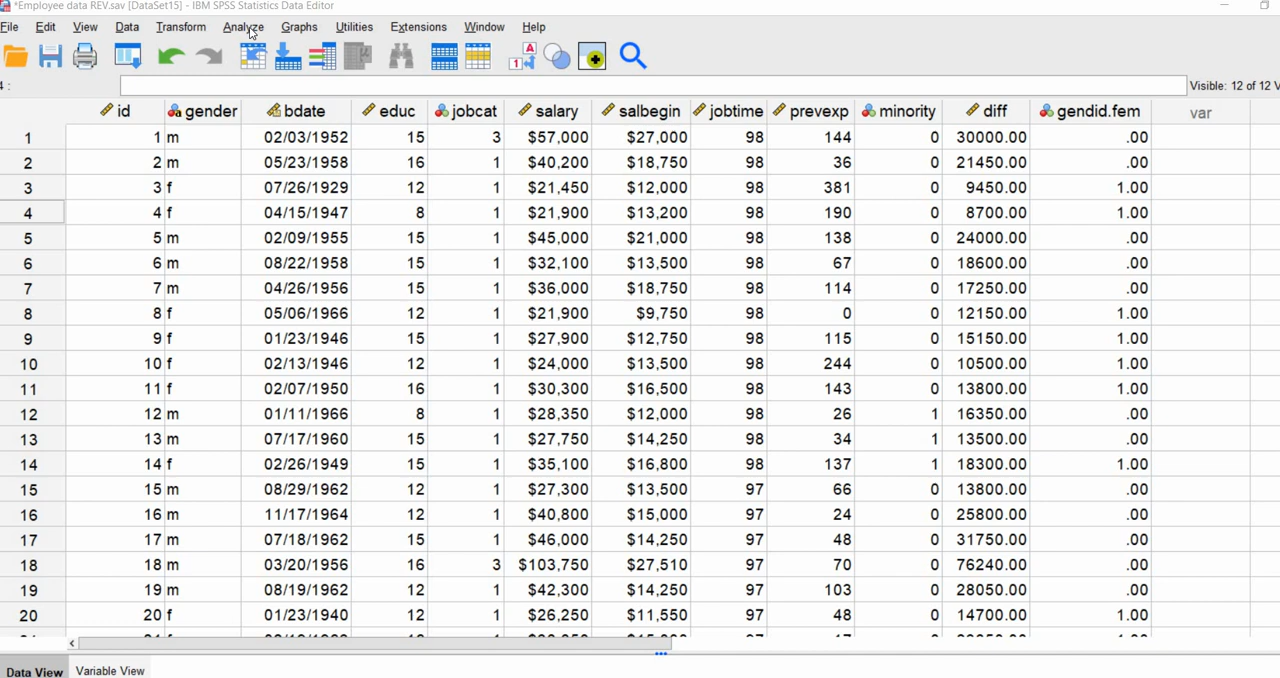 *Employee data REV.sav [DataSet15] - IBM SPSS Statistics Data Editor
File Edit View Data Transform Analyze Graphs Utilities Extensions Window Help
4 : Visible: 12 of 12 V
id gender bdate educ jobcat salary salbegin jobtime prevexp minority diff gendid.fem var
1 1 m 02/03/1952 15 3 $57,000 $27,000 98 144 0 30000.00 .00
2 2 m 05/23/1958 16 1 $40,200 $18,750 98 36 0 21450.00 .00
3 3 f 07/26/1929 12 1 $21,450 $12,000 98 381 0 9450.00 1.00
4 4 f 04/15/1947 8 1 $21,900 $13,200 98 190 0 8700.00 1.00
5 5 m 02/09/1955 15 1 $45,000 $21,000 98 138 0 24000.00 .00
6 6 m 08/22/1958 15 1 $32,100 $13,500 98 67 0 18600.00 .00
7 7 m 04/26/1956 15 1 $36,000 $18,750 98 114 0 17250.00 .00
8 8 f 05/06/1966 12 1 $21,900 $9,750 98 0 0 12150.00 1.00
9 9 f 01/23/1946 15 1 $27,900 $12,750 98 115 0 15150.00 1.00
10 10 f 02/13/1946 12 1 $24,000 $13,500 98 244 0 10500.00 1.00
11 11 f 02/07/1950 16 1 $30,300 $16,500 98 143 0 13800.00 1.00
12 12 m 01/11/1966 8 1 $28,350 $12,000 98 26 1 16350.00 .00
13 13 m 07/17/1960 15 1 $27,750 $14,250 98 34 1 13500.00 .00
14 14 f 02/26/1949 15 1 $35,100 $16,800 98 137 1 18300.00 1.00
15 15 m 08/29/1962 12 1 $27,300 $13,500 97 66 0 13800.00 .00
16 16 m 11/17/1964 12 1 $40,800 $15,000 97 24 0 25800.00 .00
17 17 m 07/18/1962 15 1 $46,000 $14,250 97 48 0 31750.00 .00
18 18 m 03/20/1956 16 3 $103,750 $27,510 97 70 0 76240.00 .00
19 19 m 08/19/1962 12 1 $42,300 $14,250 97 103 0 28050.00 .00
20 20 f 01/23/1940 12 1 $26,250 $11,550 97 48 0 14700.00 1.00
Data View Variable View